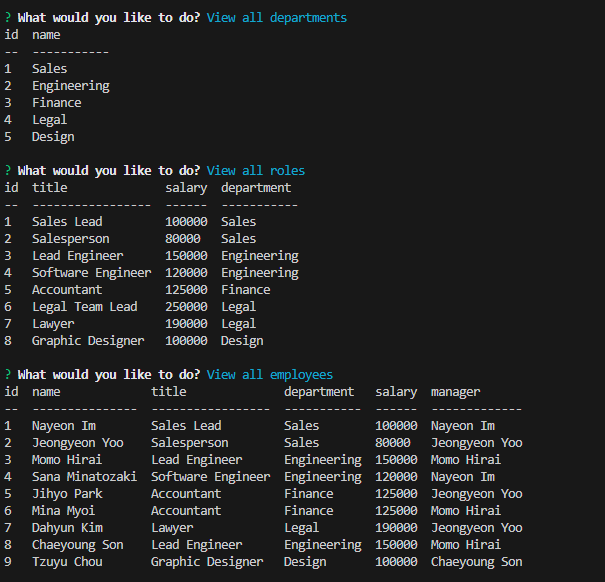 ? What would you like to do? View all departments
id  name
--  -----------
1   Sales
2   Engineering
3   Finance
4   Legal
5   Design
? What would you like to do? View all roles
id  title              salary  department
--  -----------------  ------  -----------
1   Sales Lead         100000  Sales
2   Salesperson        80000   Sales
3   Lead Engineer      150000  Engineering
4   Software Engineer  120000  Engineering
5   Accountant         125000  Finance
6   Legal Team Lead    250000  Legal
7   Lawyer             190000  Legal
8   Graphic Designer   100000  Design
? What would you like to do? View all employees
id  name             title              department   salary  manager
--  ---------------  -----------------  -----------  ------  -------------
1   Nayeon Im        Sales Lead         Sales        100000  Nayeon Im
2   Jeongyeon Yoo    Salesperson        Sales        80000   Jeongyeon Yoo
3   Momo Hirai       Lead Engineer      Engineering  150000  Momo Hirai
4   Sana Minatozaki  Software Engineer  Engineering  120000  Nayeon Im
5   Jihyo Park       Accountant         Finance      125000  Jeongyeon Yoo
6   Mina Myoi        Accountant         Finance      125000  Momo Hirai
7   Dahyun Kim       Lawyer             Legal        190000  Jeongyeon Yoo
8   Chaeyoung Son    Lead Engineer      Engineering  150000  Momo Hirai
9   Tzuyu Chou       Graphic Designer   Design       100000  Chaeyoung Son